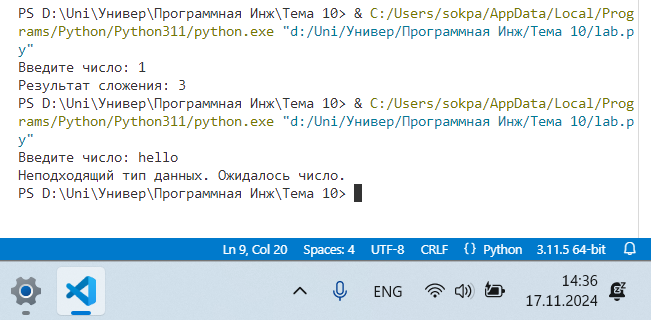 PS D:\Uni\Универ\Программная Инж\Тема 10> & C:/Users/sokpa/AppData/Local/Prog
rams/Python/Python311/python.exe "d:/Uni/Универ/Программная Инж/Тема 10/lab.p
y"
Введите число: 1
Результат сложения: 3
PS D:\Uni\Универ\Программная Инж\Тема 10> & C:/Users/sokpa/AppData/Local/Prog
rams/Python/Python311/python.exe "d:/Uni/Универ/Программная Инж/Тема 10/lab.p
y"
Введите число: hello
Неподходящий тип данных. Ожидалось число.
PS D:\Uni\Универ\Программная Инж\Тема 10>
Ln 9, Col 20 Spaces: 4 UTF-8 CRLF {} Python 3.11.5 64-bit
ENG
14:36
17.11.2024